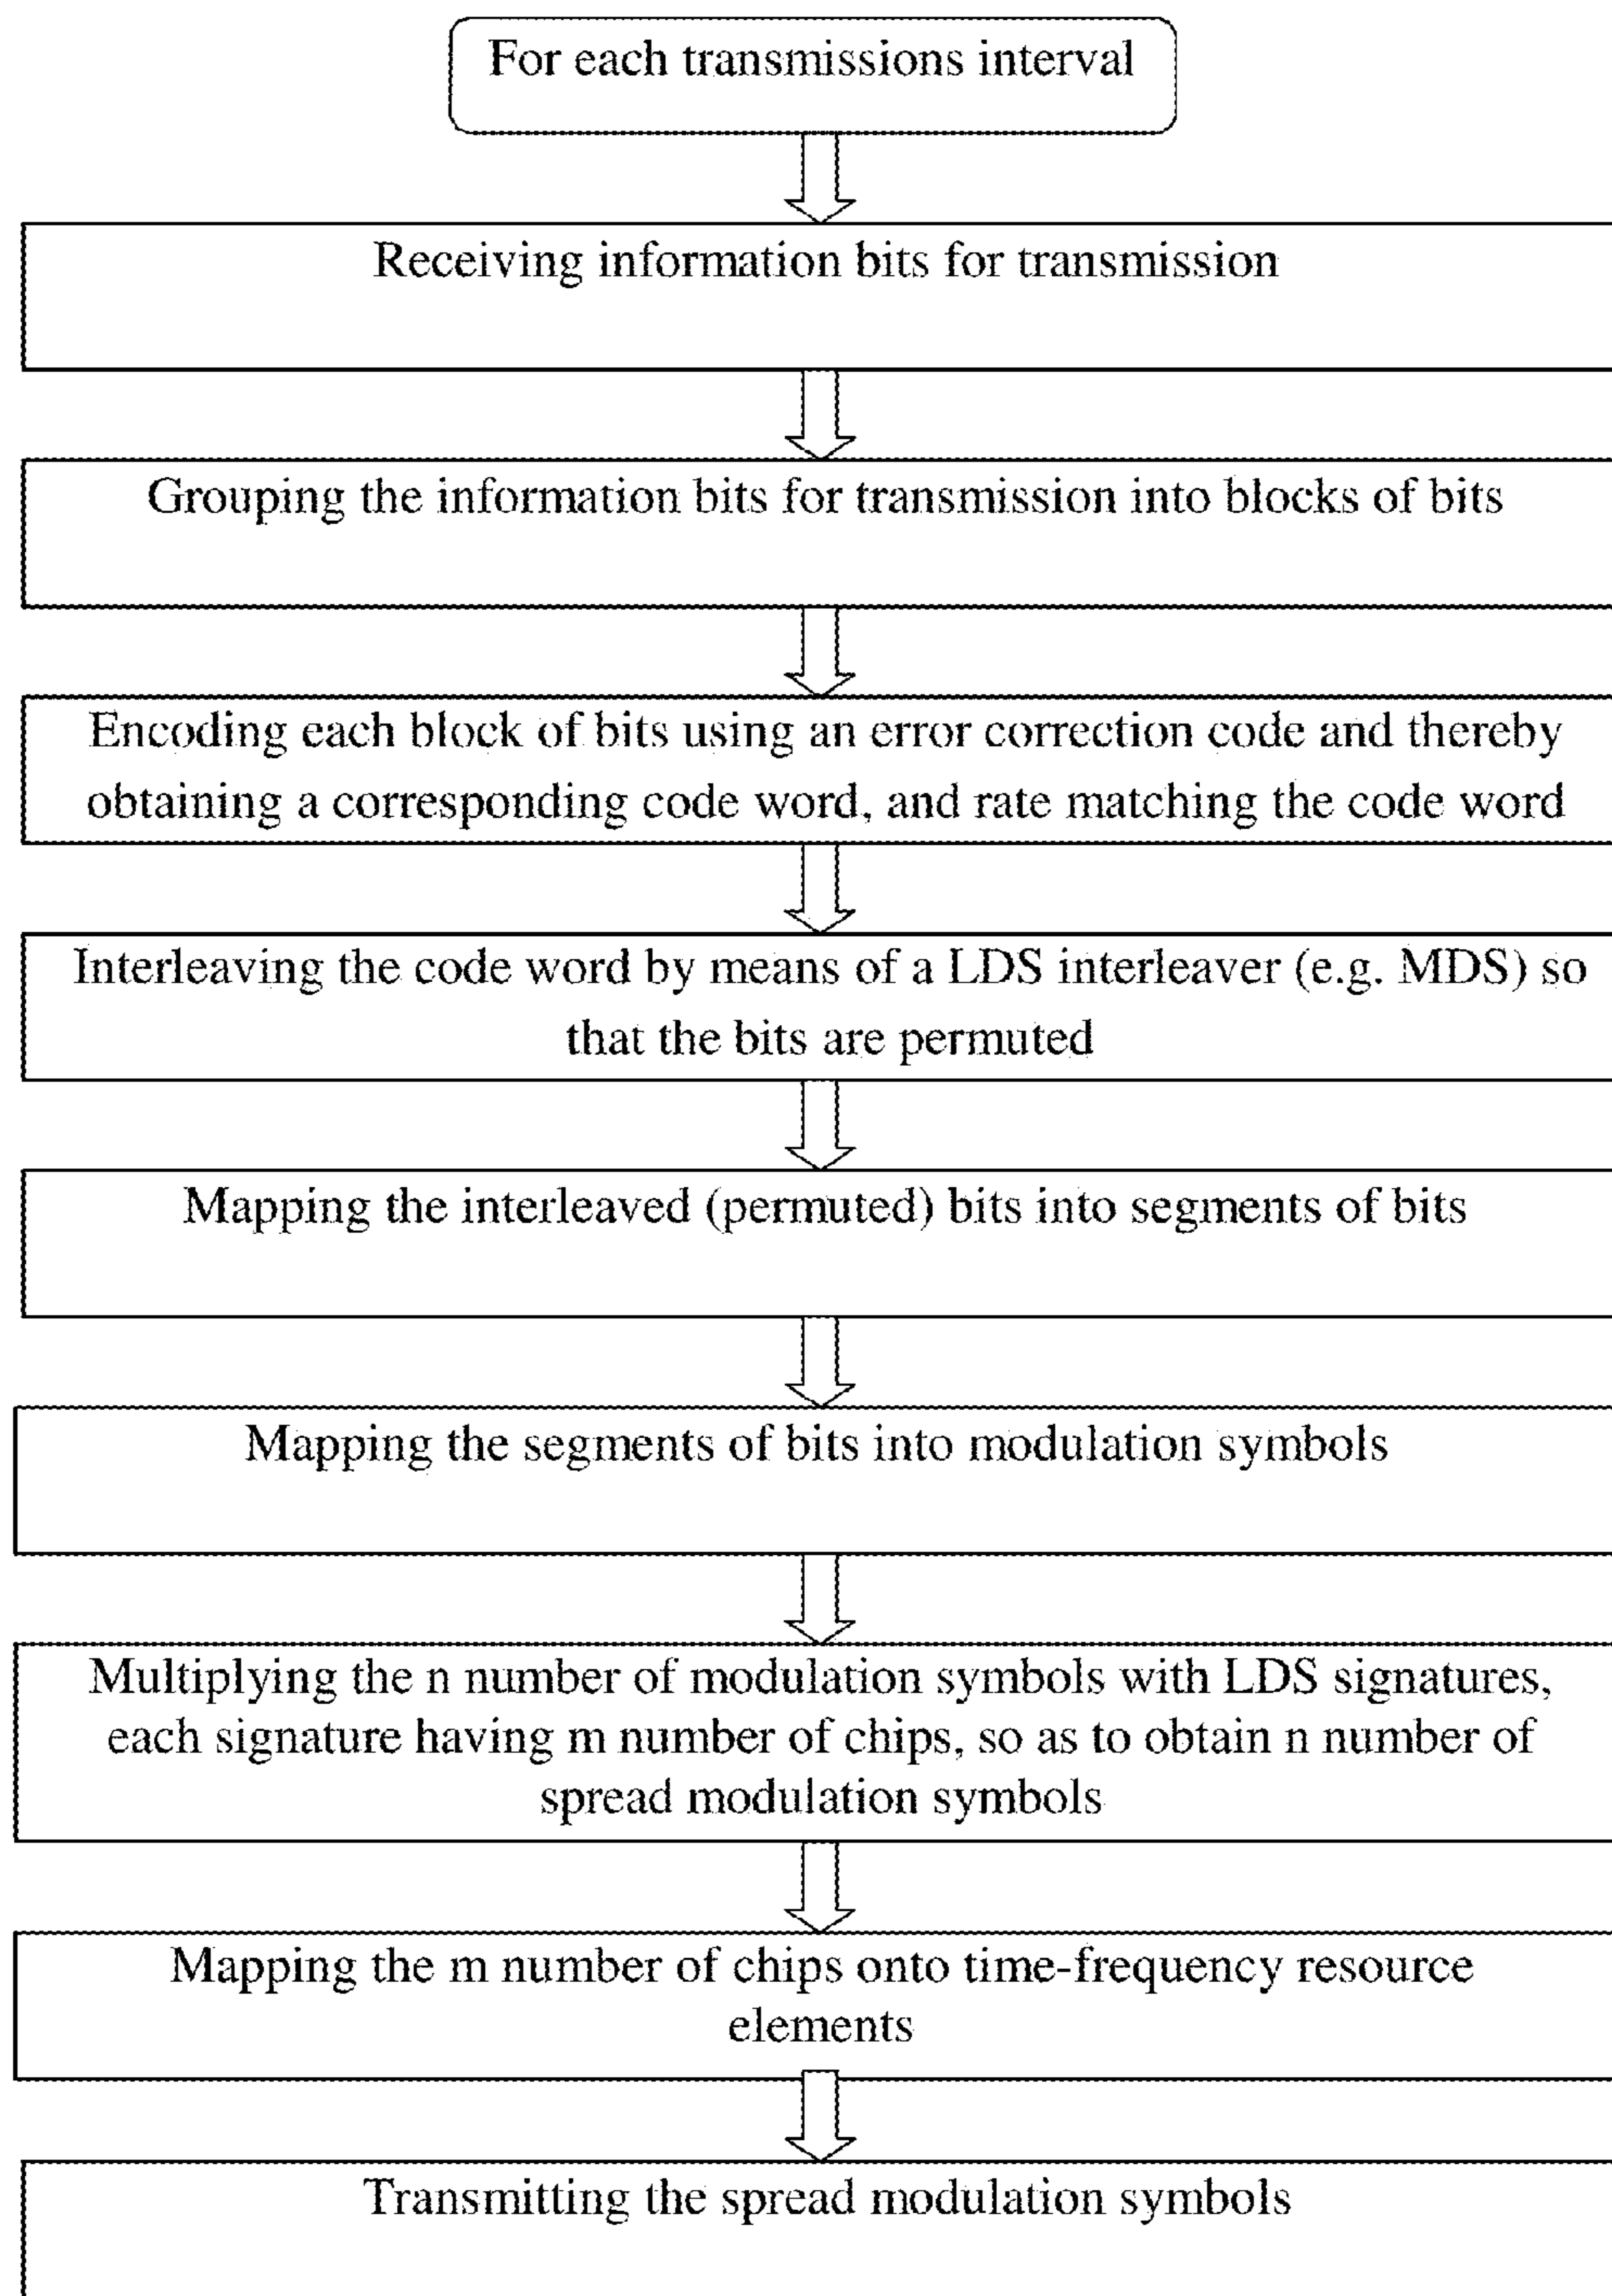 For each transmissions interval
Receiving information bits for transmission
Grouping the information bits for transmission into blocks of bits
Encoding each block of bits using an error correction code and thereby
obtaining a corresponding code word, and rate matching the code word
Interleaving the code word by means of a LDS interleaver (e.g. MDS) so
that the bits are permuted
Mapping the interleaved (permuted) bits into segments of bits
Mapping the segments of bits into modulation symbols
Multiplying the n number of modulation symbols with LDS signatures,
each signature having m number of chips, so as to obtain n number of
spread modulation symbols
Mapping the m number of chips onto time-frequency resource
elements
Transmitting the spread modulation symbols